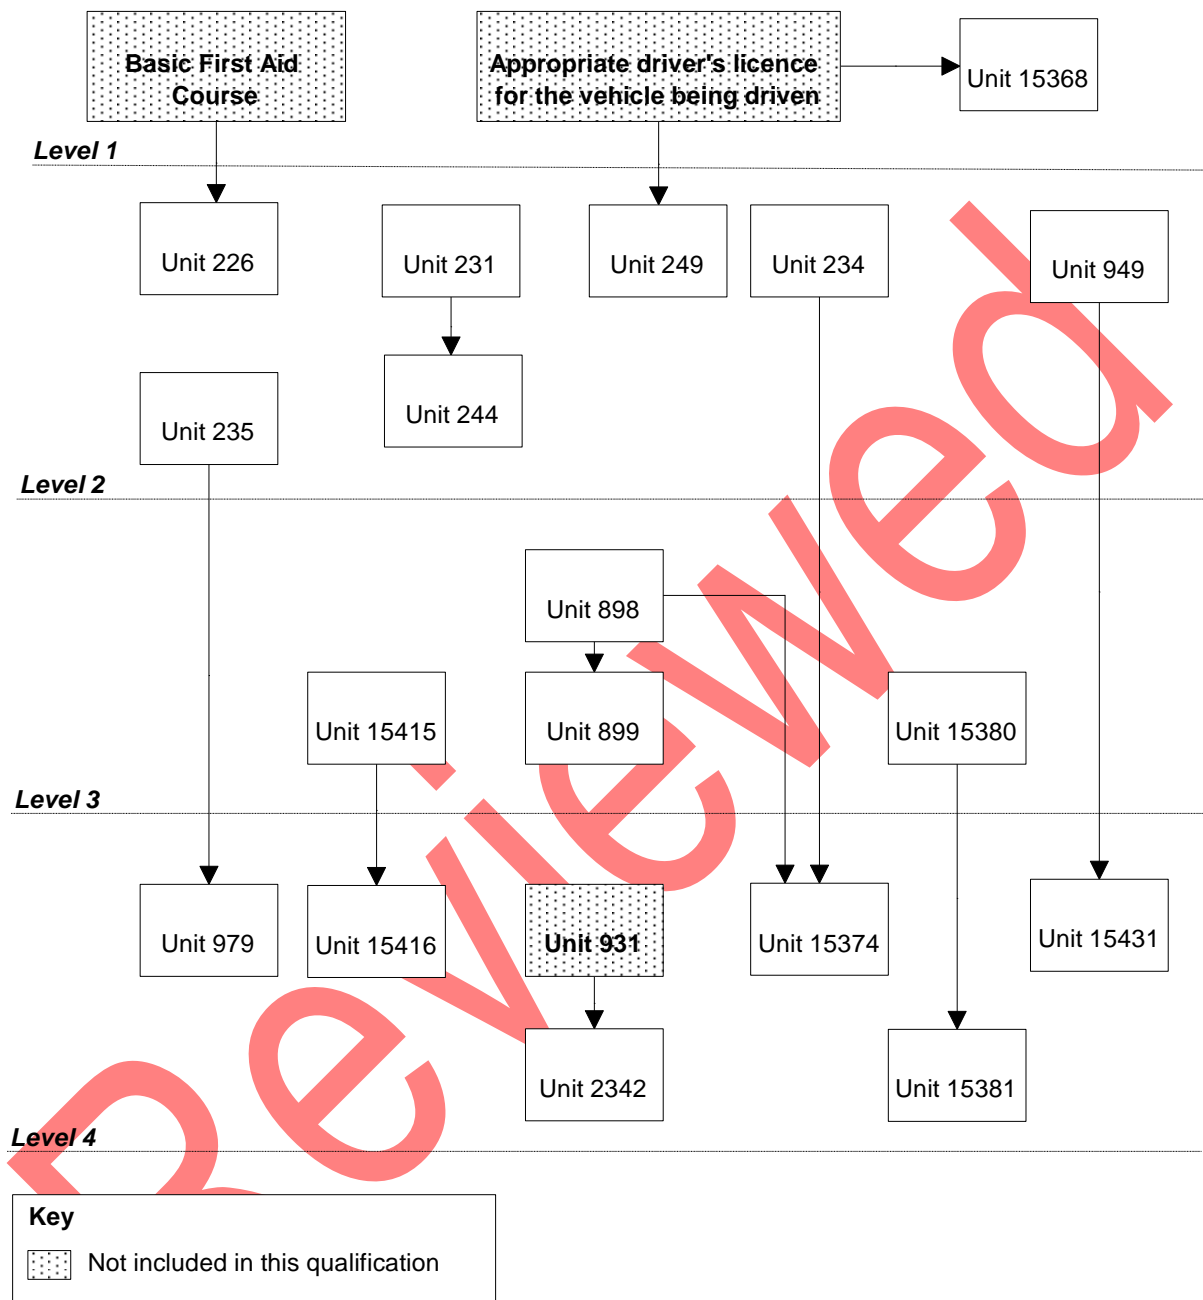 Basic First Aid
Course
Appropriate driver's licence
for the vehicle being driven
Unit 15368
Level 1
Unit 226
Unit 231
Unit 249
Unit 234
Unit 949
Unit 235
Unit 244
Level 2
Unit 898
Unit 15415
Unit 899
Unit 15380
Level 3
Unit 979
Unit 15416
Unit 931
Unit 15374
Unit 15431
Unit 2342
Unit 15381
Level 4
Key
Not included in this qualification
Reviewed